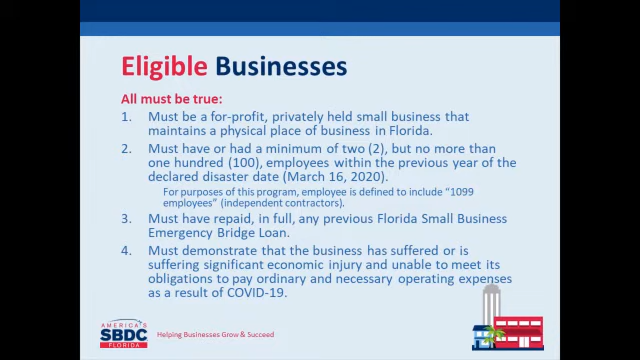 Eligible Businesses
All must be true:
1. Must be a for-profit, privately held small business that
maintains a physical place of business in Florida.
2. Must have or had a minimum of two (2), but no more than
one hundred (100), employees within the previous year of the
declared disaster date (March 16, 2020).
For purposes of this program, employee is defined to include "1099
employees" (independent contractors).
3. Must have repaid, in full, any previous Florida Small Business
Emergency Bridge Loan.
4. Must demonstrate that the business has suffered or is
suffering significant economic injury and unable to meet its
obligations to pay ordinary and necessary operating expenses
as a result of COVID-19.
AMERICA'S
SBDC
FLORIDA
Helping Businesses Grow & Succeed